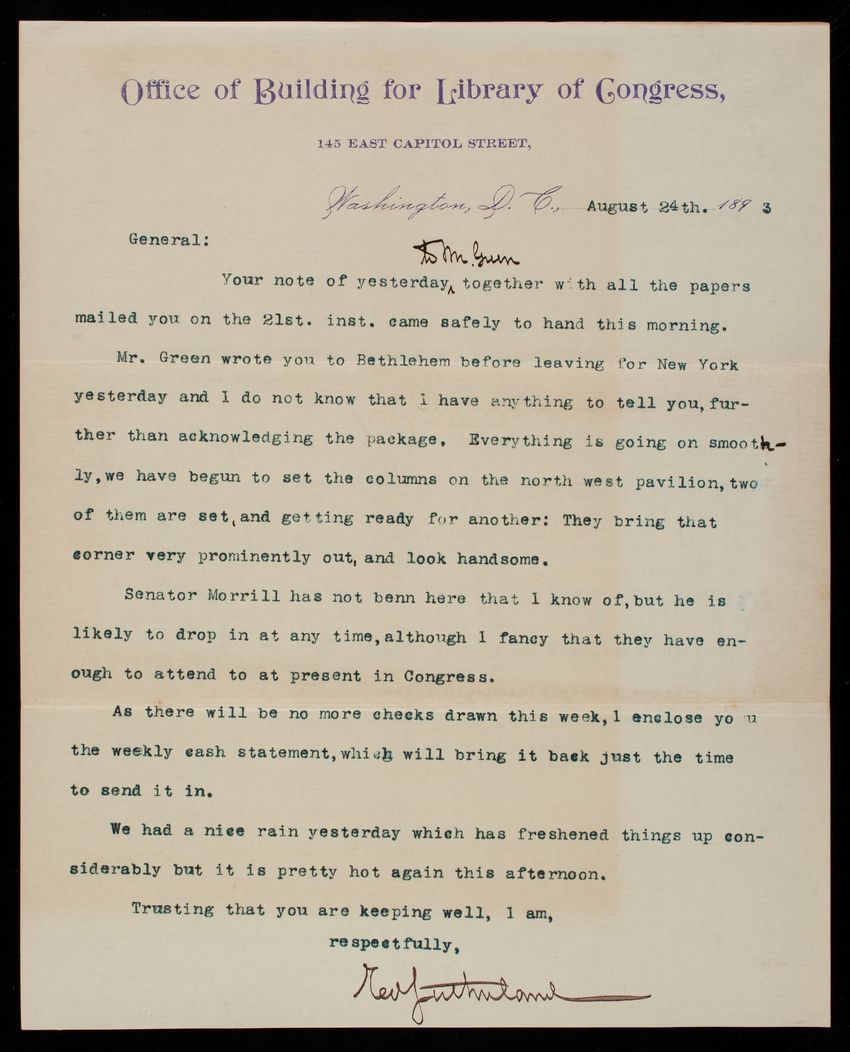 Office of Building for Library of Congress,
145 EAST CAPITOL STREET,
Washington, D. C., August 24th. 1893
General:
to Mr. Green
Your note of yesterday, together with all the papers
mailed you on the 21st. inst. came safely to hand this morning.
Mr. Green wrote you to Bethlehem before leaving for New York
yesterday and I do not know that I have anything to tell you, fur-
ther than acknowledging the package. Everything is going on smooth-
ly, we have begun to set the columns on the north west pavilion, two
of them are set, and getting ready for another: They bring that
corner very prominently out, and look handsome.
Senator Morrill has not benn here that I know of, but he is
likely to drop in at any time, although I fancy that they have en-
ough to attend to at present in Congress.
As there will be no more checks drawn this week, I enclose yo u
the weekly cash statement, which will bring it back just the time
to send it in.
We had a nice rain yesterday which has freshened things up con-
siderably but it is pretty hot again this afternoon.
Trusting that you are keeping well, I am,
respectfully,
Sutherland